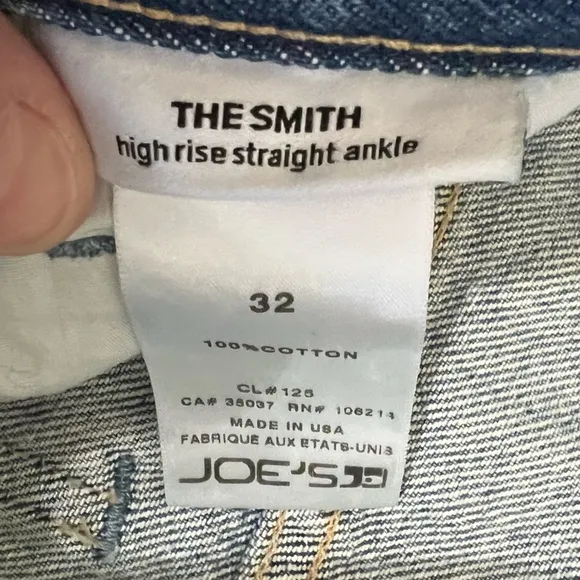 THE SMITH
high rise straight ankle
32
100%COTTON
CL# 125
CA# 35037 RN# 106214
MADE IN USA
FABRIQUE AUX ETATS-UNIS
JOE'S